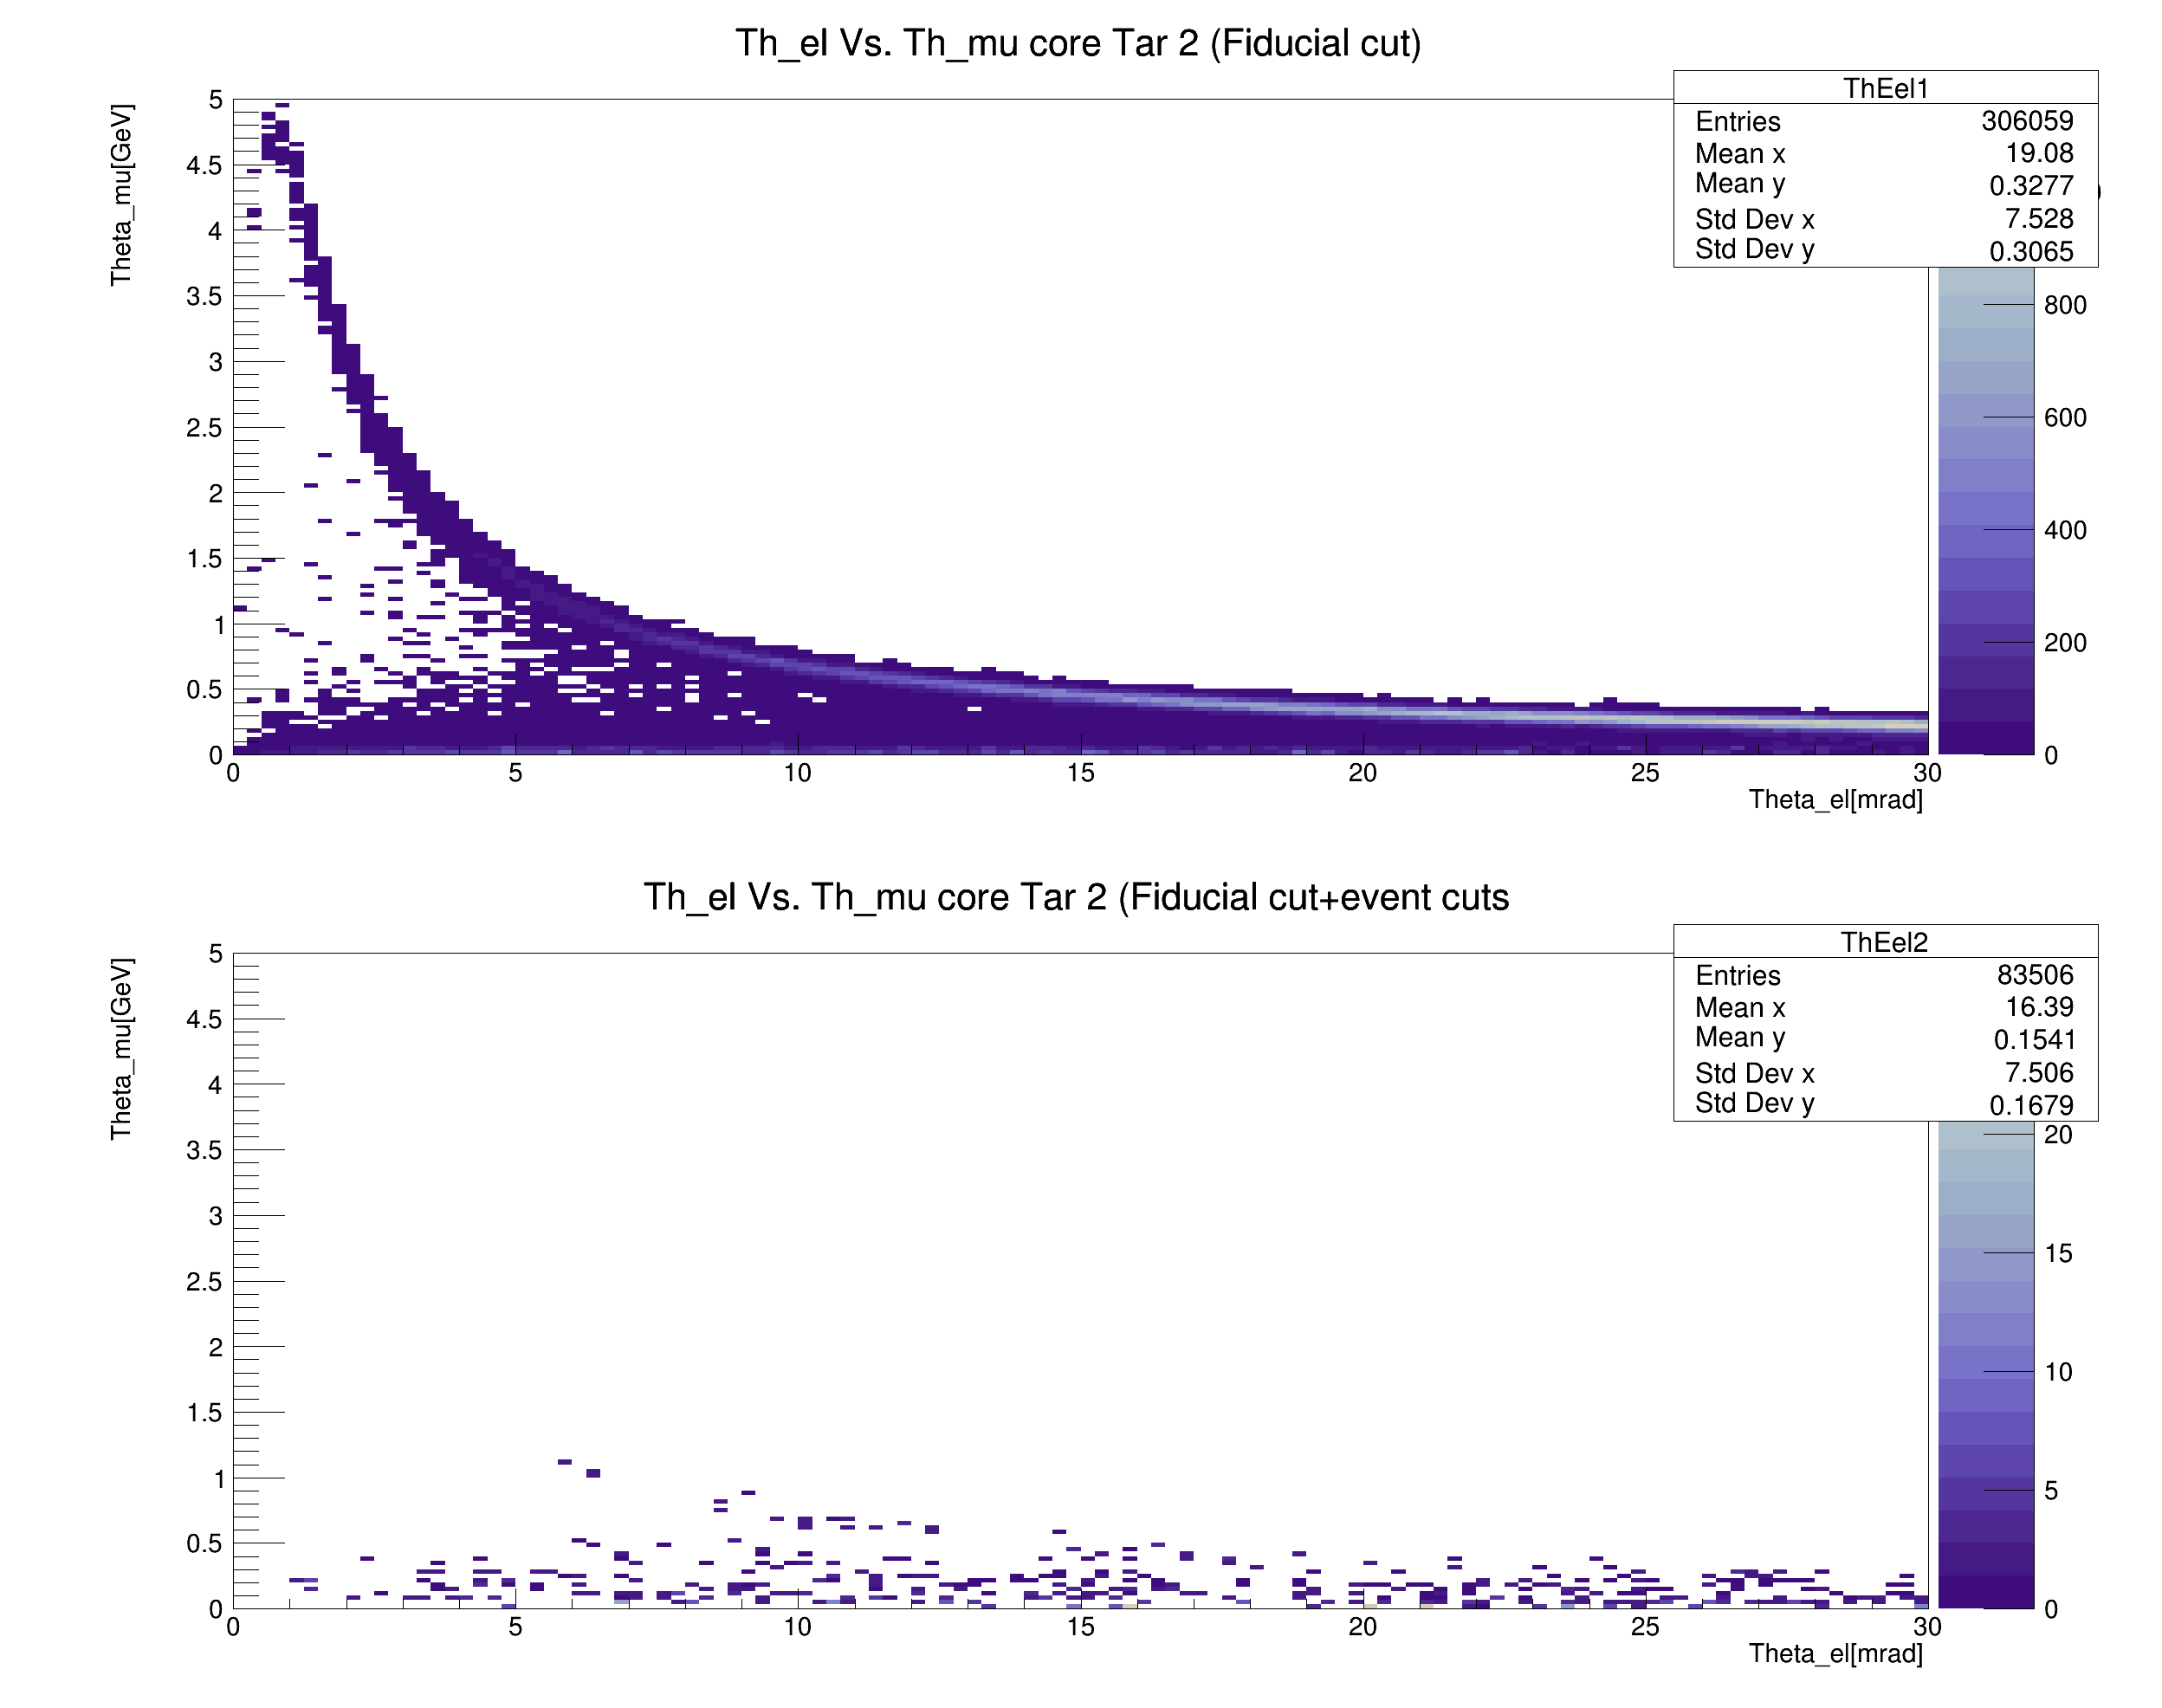 Th_el Vs. Th_mu core Tar 2 (Fiducial cut)
ThEel1
Entries 306059
Mean x 19.08
Mean y 0.3277
Std Dev x 7.528
Std Dev y 0.3065
Theta_mu[GeV]
5
4.5
4
3.5
3
2.5
2
1.5
1
0.5
0
0 5 10 15 20 25 30
Theta_el[mrad]
800
600
400
200
0
Th_el Vs. Th_mu core Tar 2 (Fiducial cut+event cuts
ThEel2
Entries 83506
Mean x 16.39
Mean y 0.1541
Std Dev x 7.506
Std Dev y 0.1679
Theta_mu[GeV]
5
4.5
4
3.5
3
2.5
2
1.5
1
0.5
0
0 5 10 15 20 25 30
Theta_el[mrad]
20
15
10
5
0